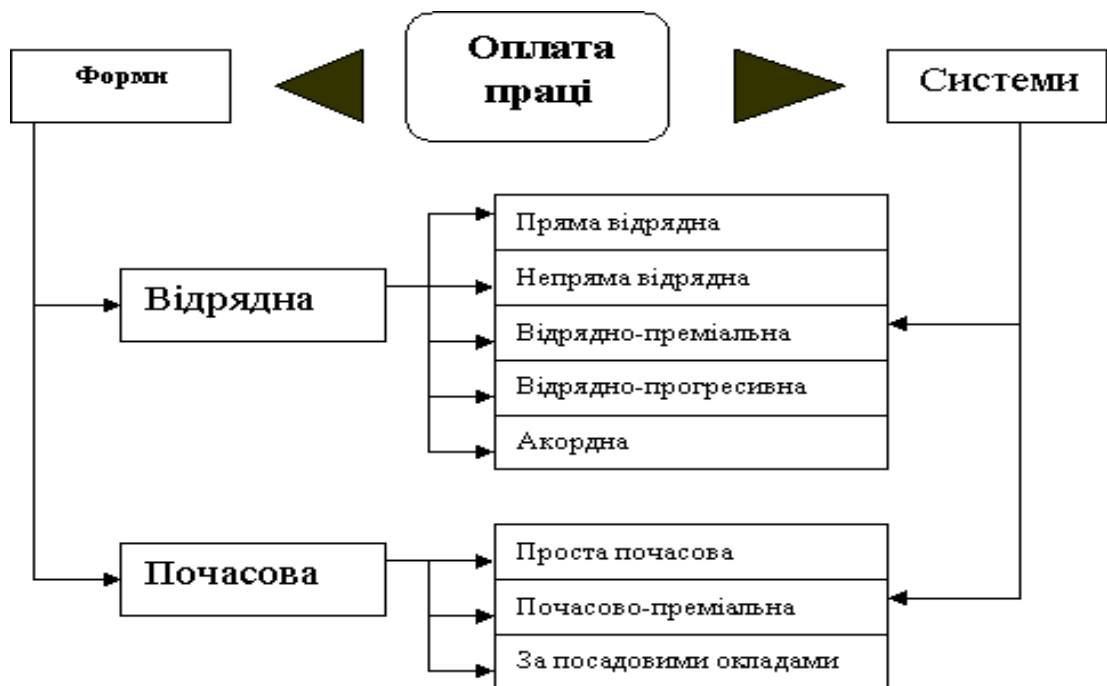 Оплата
праці
Форми
Системи
Відрядна
Пряма відрядна
Непряма відрядна
Відрядно-преміальна
Відрядно-прогресивна
Акордна
Почасова
Проста почасова
Почасово-преміальна
За посадовими окладами